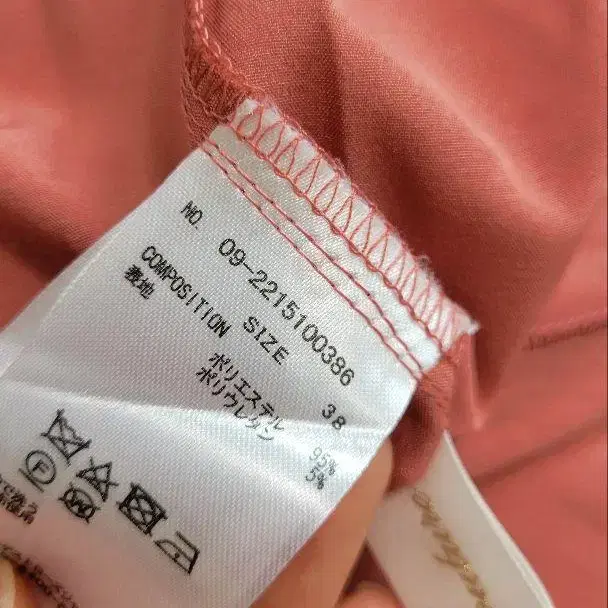 NO. 09-2215100386
SIZE 38
COMPOSITION
表地
ポリエステル 95%
ポリウレタン 5%